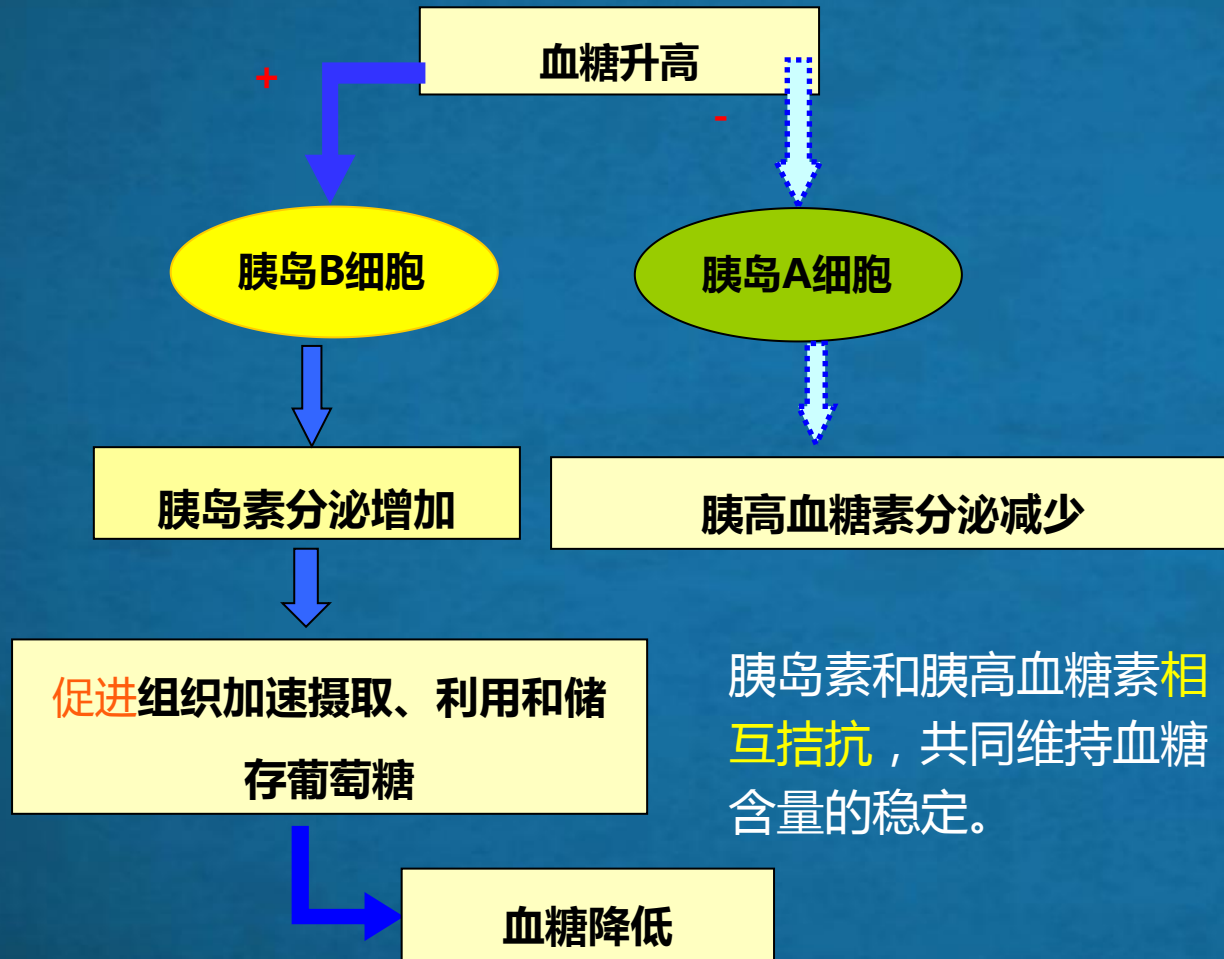 血糖升高
+
-
胰岛B细胞
胰岛A细胞
胰岛素分泌增加
胰高血糖素分泌减少
促进组织加速摄取、利用和储
存葡萄糖
胰岛素和胰高血糖素相
互拮抗，共同维持血糖
含量的稳定。
血糖降低